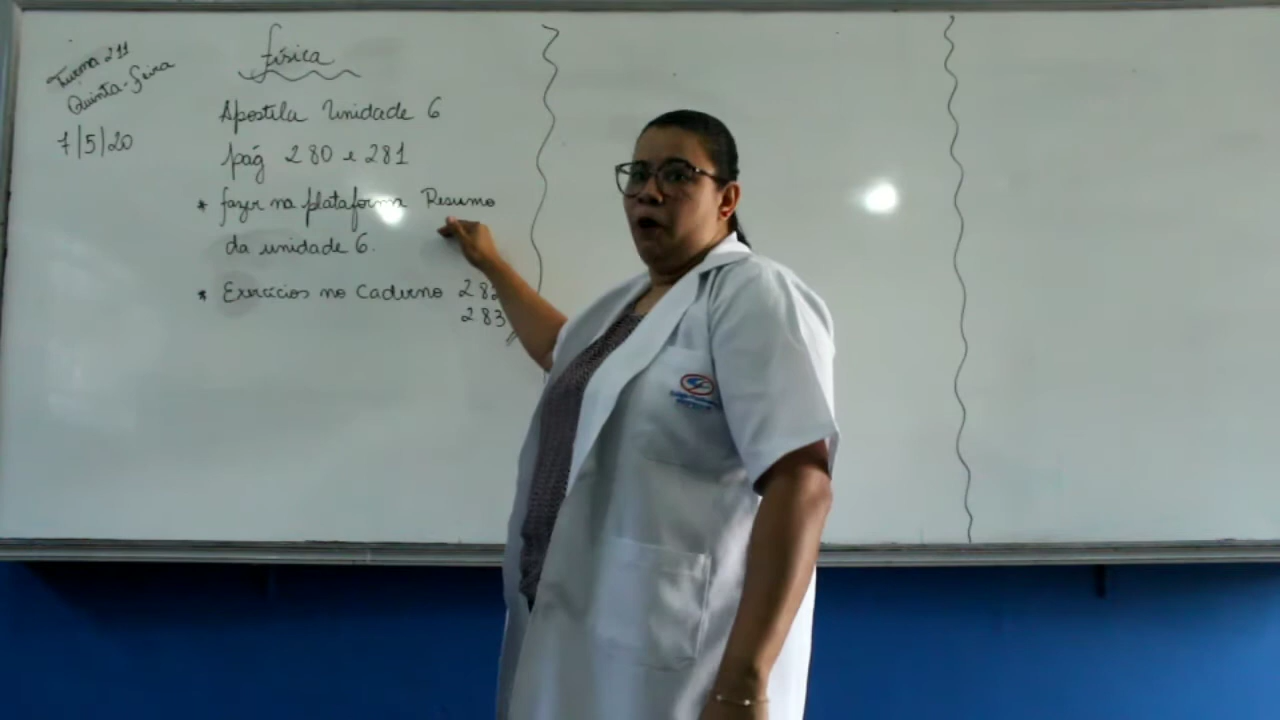 Turma 211
Quinta-feira
7/5/20
física
Apostila Unidade 6
pág 280 e 281
* fazer na plataforma Resumo
da unidade 6.
* Exercícios no Caderno 282
283